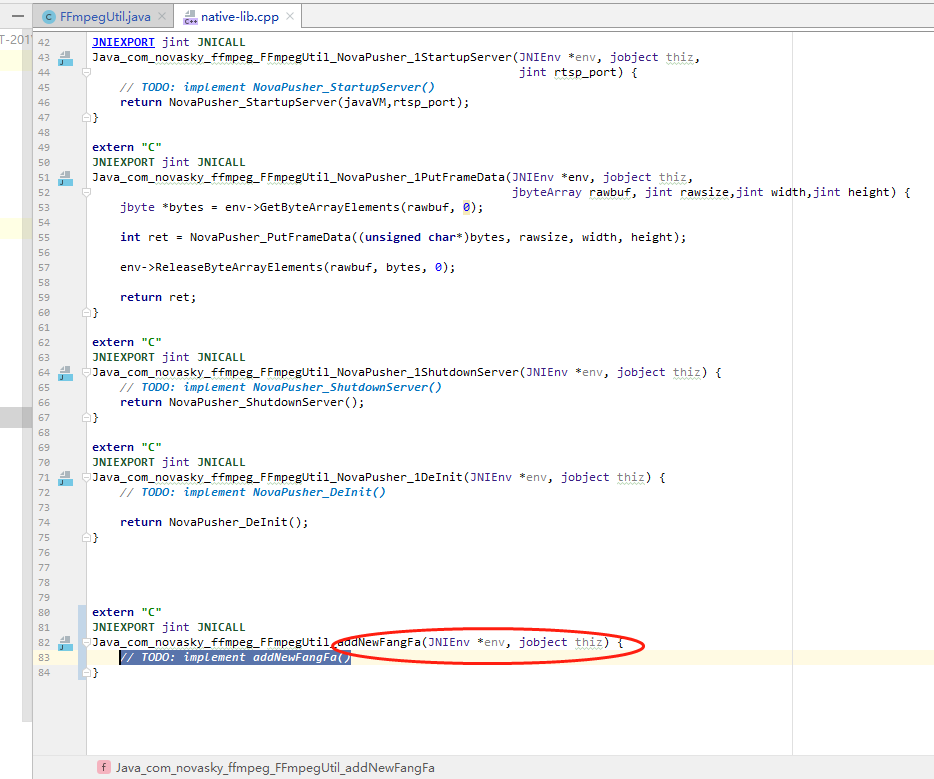 FFmpegUtil.java
native-lib.cpp
T-201
42 JNIEXPORT jint JNICALL
43 Java_com_novasky_ffmpeg_FFmpegUtil_NovaPusher_1StartupServer(JNIEnv *env, jobject thiz,
44 jint rtsp_port) {
45 // TODO: implement NovaPusher_StartupServer()
46 return NovaPusher_StartupServer(javaVM,rtsp_port);
47 }
48
49 extern "C"
50 JNIEXPORT jint JNICALL
51 Java_com_novasky_ffmpeg_FFmpegUtil_NovaPusher_1PutFrameData(JNIEnv *env, jobject thiz,
52 jbyteArray rawbuf, jint rawsize,jint width,jint height) {
53 jbyte *bytes = env->GetByteArrayElements(rawbuf, 0);
54
55 int ret = NovaPusher_PutFrameData((unsigned char*)bytes, rawsize, width, height);
56
57 env->ReleaseByteArrayElements(rawbuf, bytes, 0);
58
59 return ret;
60 }
61
62 extern "C"
63 JNIEXPORT jint JNICALL
64 Java_com_novasky_ffmpeg_FFmpegUtil_NovaPusher_1ShutdownServer(JNIEnv *env, jobject thiz) {
65 // TODO: implement NovaPusher_ShutdownServer()
66 return NovaPusher_ShutdownServer();
67 }
68
69 extern "C"
70 JNIEXPORT jint JNICALL
71 Java_com_novasky_ffmpeg_FFmpegUtil_NovaPusher_1DeInit(JNIEnv *env, jobject thiz) {
72 // TODO: implement NovaPusher_DeInit()
73
74 return NovaPusher_DeInit();
75 }
76
77
78
79
80 extern "C"
81 JNIEXPORT jint JNICALL
82 Java_com_novasky_ffmpeg_FFmpegUtil_addNewFangFa(JNIEnv *env, jobject thiz) {
83 // TODO: implement addNewFangFa()
84 }
f Java_com_novasky_ffmpeg_FFmpegUtil_addNewFangFa